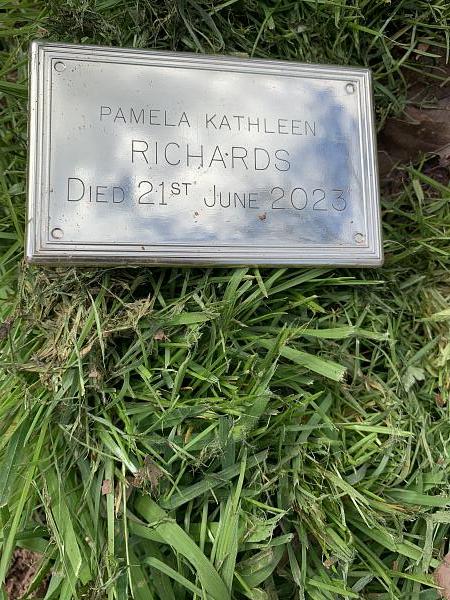 PAMELA KATHLEEN
RICHARDS
DIED 21ST JUNE 2023